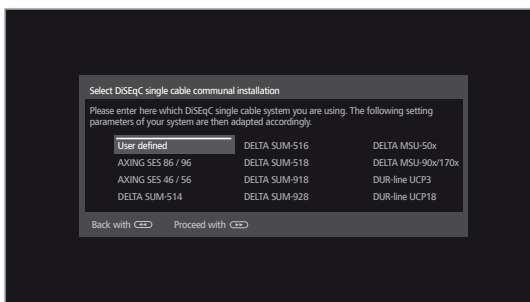 Select DiSEqC single cable communal installation
Please enter here which DiSEqC single cable system you are using. The following setting
parameters of your system are then adapted accordingly.
User defined
AXING SES 86 / 96
AXING SES 46 / 56
DELTA SUM-514
DELTA SUM-516
DELTA SUM-518
DELTA SUM-918
DELTA SUM-928
DELTA MSU-50x
DELTA MSU-90x/170x
DUR-line UCP3
DUR-line UCP18
Back with Proceed with